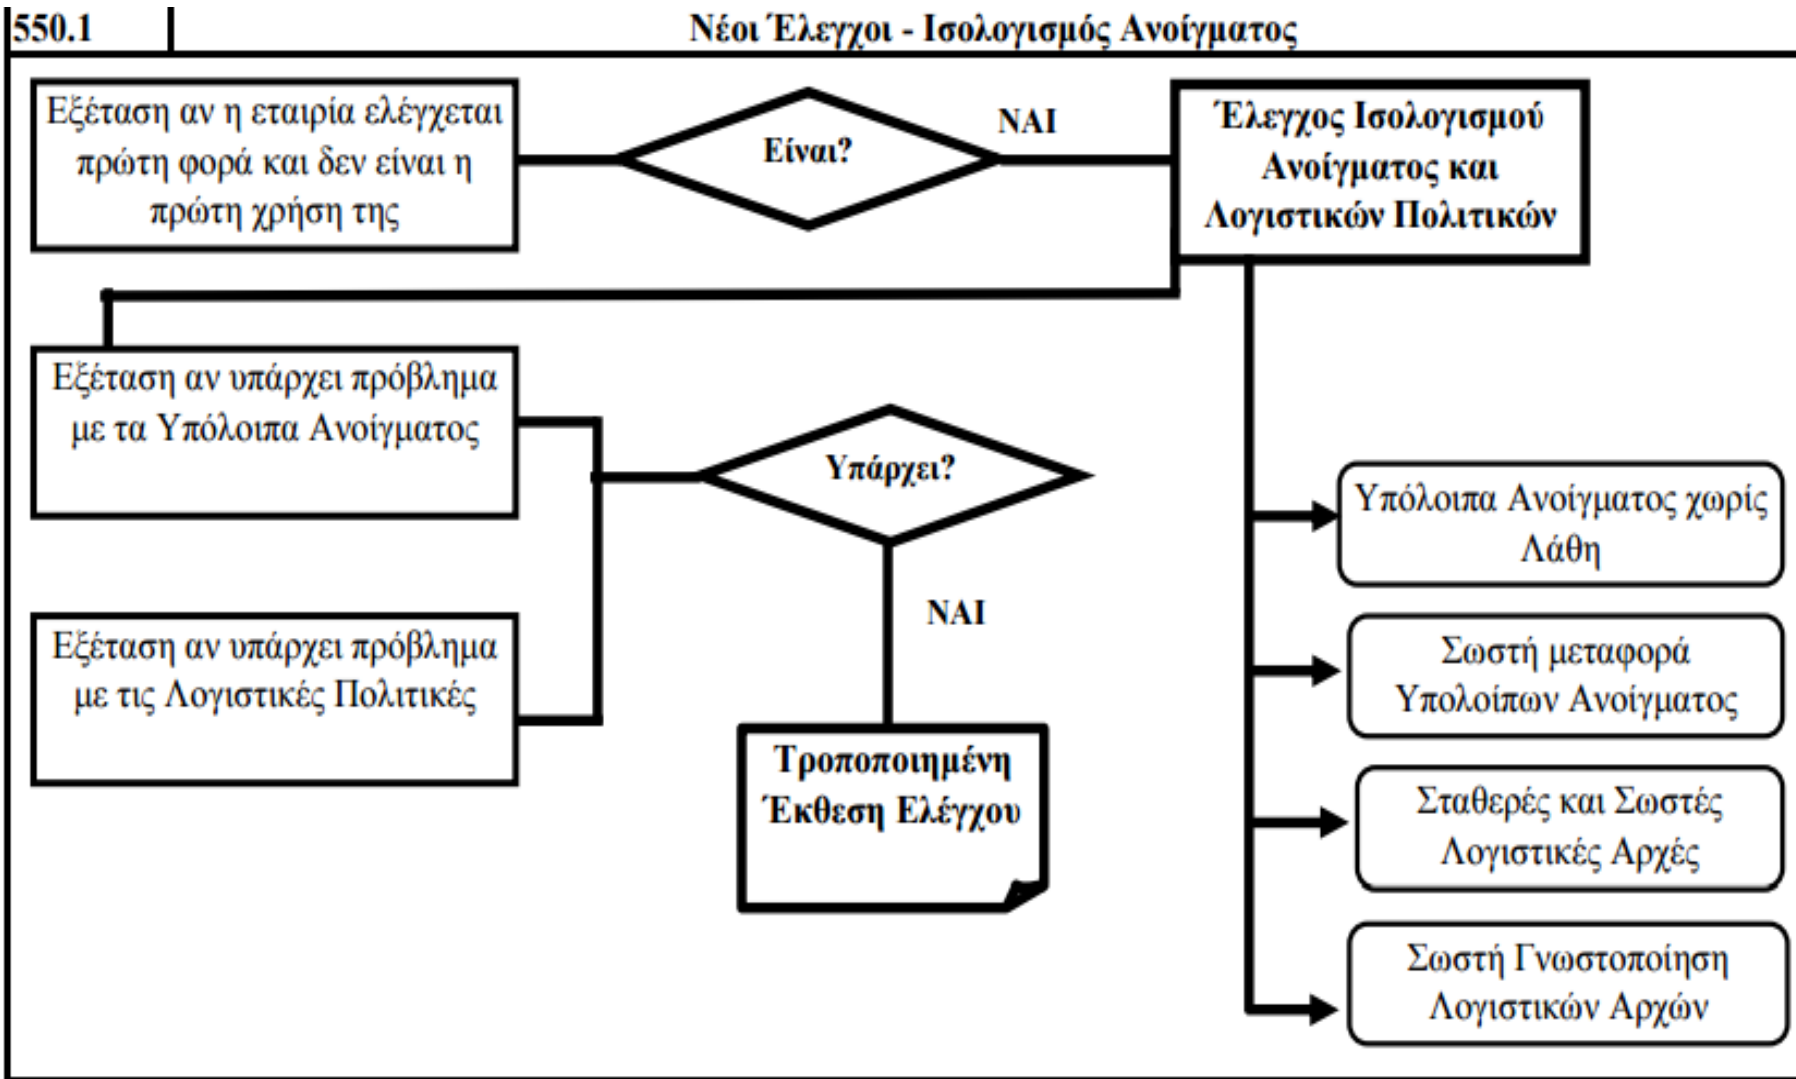 550.1
Νέοι Έλεγχοι - Ισολογισμός Ανοίγματος
Εξέταση αν η εταιρία ελέγχεται
πρώτη φορά και δεν είναι η
πρώτη χρήση της
Είναι?
ΝΑΙ
Έλεγχος Ισολογισμού
Ανοίγματος και
Λογιστικών Πολιτικών
Εξέταση αν υπάρχει πρόβλημα
με τα Υπόλοιπα Ανοίγματος
Υπάρχει?
Υπόλοιπα Ανοίγματος χωρίς
Λάθη
ΝΑΙ
Εξέταση αν υπάρχει πρόβλημα
με τις Λογιστικές Πολιτικές
Σωστή μεταφορά
Υπολοίπων Ανοίγματος
Τροποποιημένη
Έκθεση Ελέγχου
Σταθερές και Σωστές
Λογιστικές Αρχές
Σωστή Γνωστοποίηση
Λογιστικών Αρχών